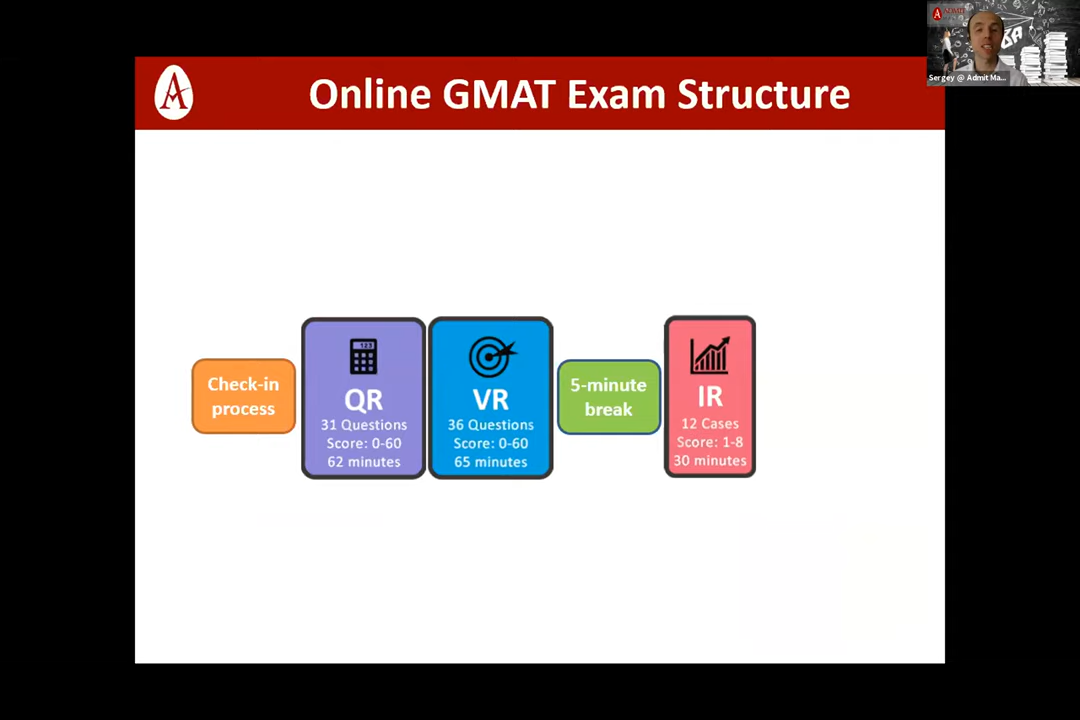 Online GMAT Exam Structure
Sergey @ Admit Ma...
Check-in
process
123
QR
31 Questions
Score: 0-60
62 minutes
VR
36 Questions
Score: 0-60
65 minutes
5-minute
break
IR
12 Cases
Score: 1-8
30 minutes